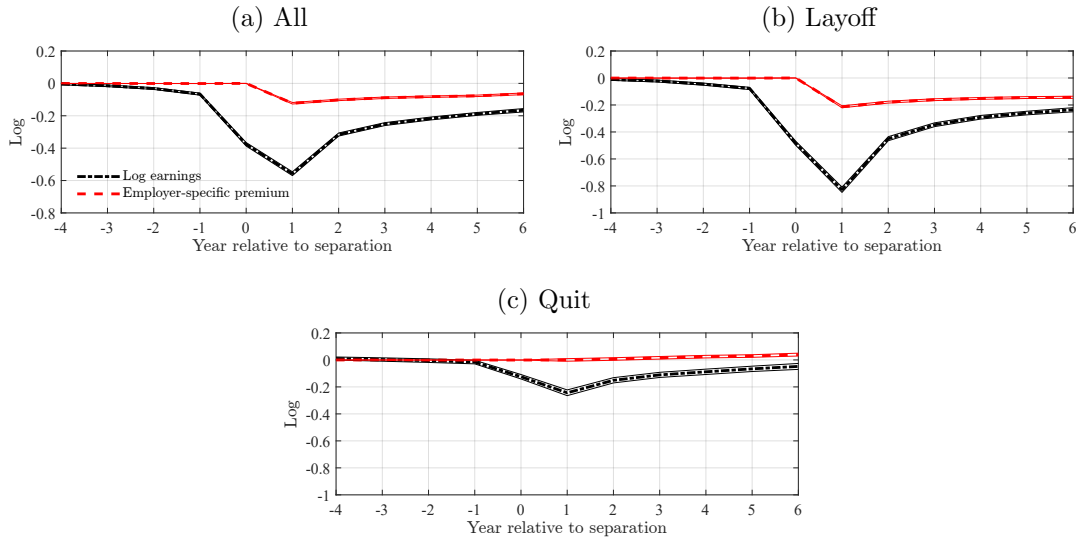 (a) All
0.2
0
-0.2
-0.4
-0.6
-0.8
Log
Log earnings
Employer-specific premium
-4 -3 -2 -1 0 1 2 3 4 5 6
Year relative to separation
(b) Layoff
0.2
0
-0.2
-0.4
-0.6
-0.8
-1
Log
-4 -3 -2 -1 0 1 2 3 4 5 6
Year relative to separation
(c) Quit
0.2
0
-0.2
-0.4
-0.6
-0.8
-1
Log
-4 -3 -2 -1 0 1 2 3 4 5 6
Year relative to separation